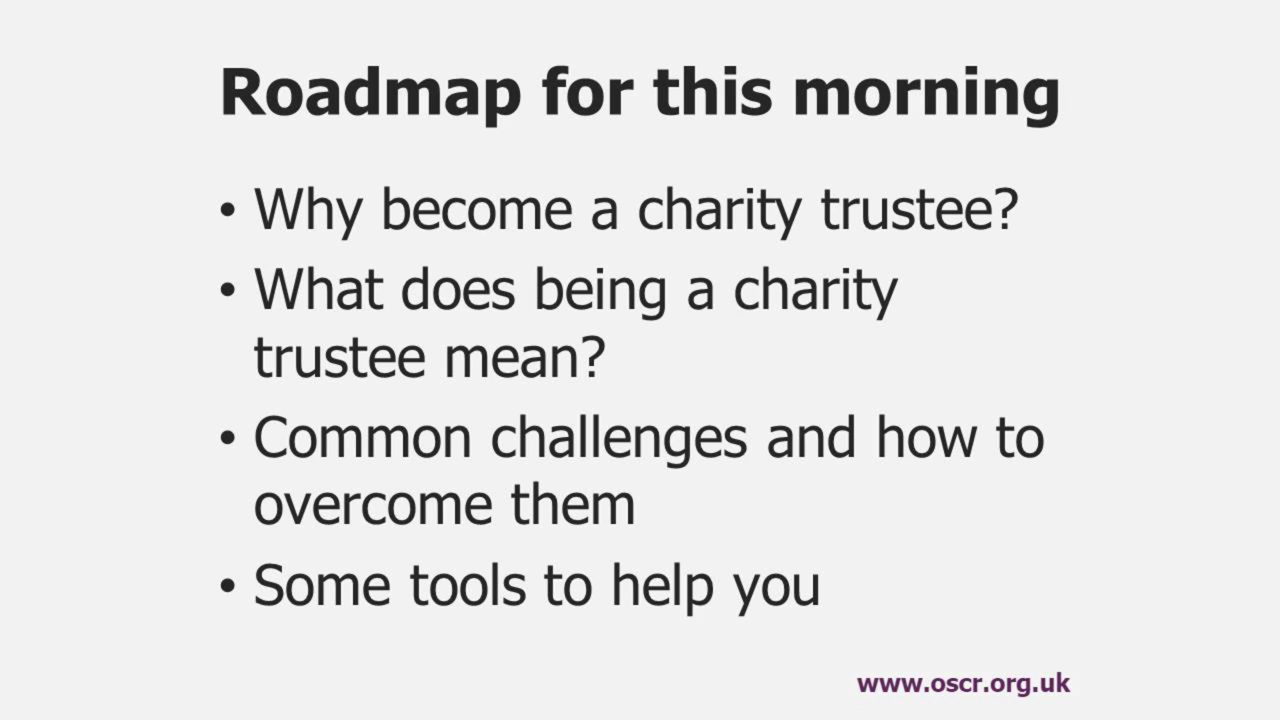 Roadmap for this morning
• Why become a charity trustee?
• What does being a charity
trustee mean?
• Common challenges and how to
overcome them
• Some tools to help you
www.oscr.org.uk